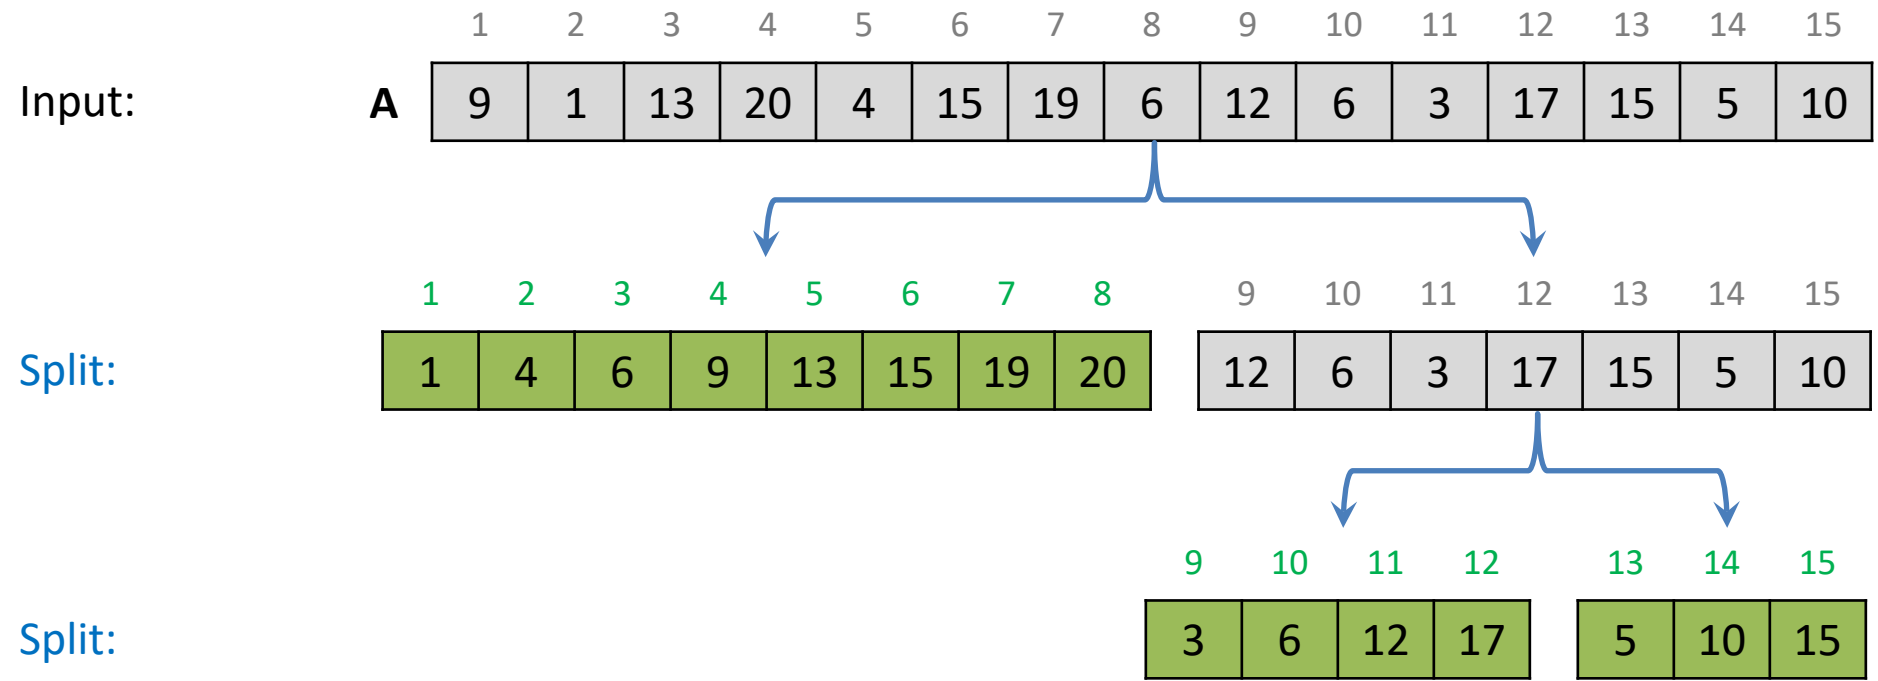 1 2 3 4 5 6 7 8 9 10 11 12 13 14 15
Input: A 9 1 13 20 4 15 19 6 12 6 3 17 15 5 10
1 2 3 4 5 6 7 8 9 10 11 12 13 14 15
Split: 1 4 6 9 13 15 19 20 12 6 3 17 15 5 10
9 10 11 12 13 14 15
Split: 3 6 12 17 5 10 15